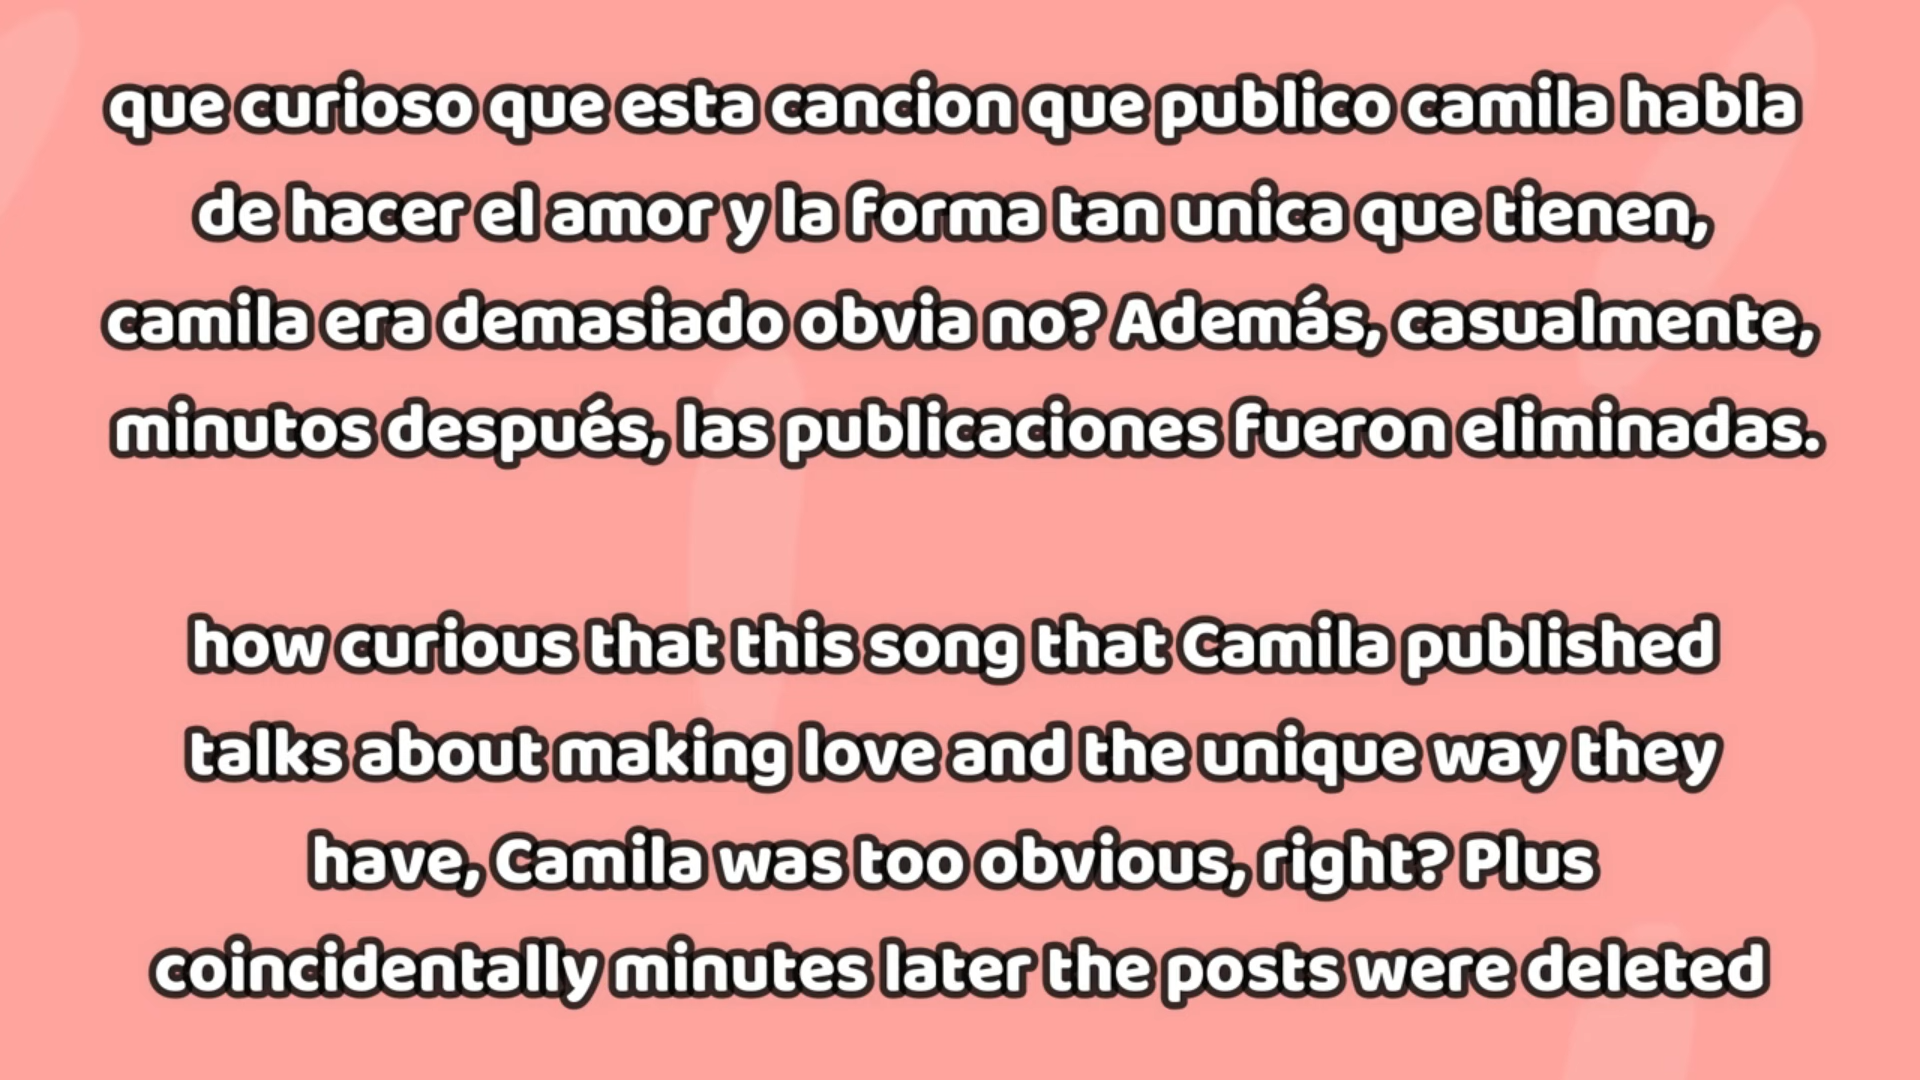 que curioso que esta cancion que publico camila habla
de hacer el amor y la forma tan unica que tienen,
camila era demasiado obvia no? Además, casualmente,
minutos después, las publicaciones fueron eliminadas.
how curious that this song that Camila published
talks about making love and the unique way they
have, Camila was too obvious, right? Plus
coincidentally minutes later the posts were deleted